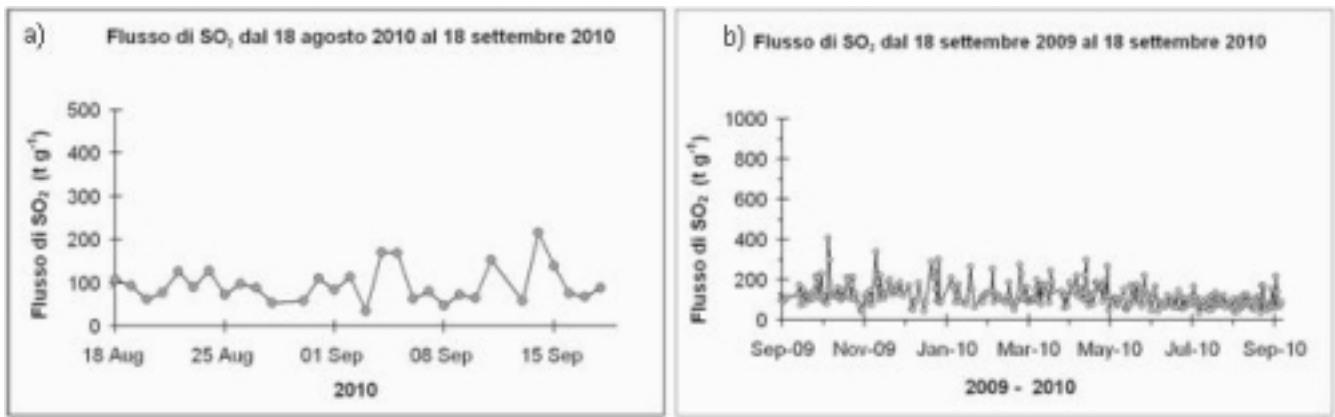 a) Flusso di SO₂ dal 18 agosto 2010 al 18 settembre 2010
Flusso di SO₂ (t g⁻¹)
500
400
300
200
100
0
18 Aug 25 Aug 01 Sep 08 Sep 15 Sep
2010
b) Flusso di SO₂ dal 18 settembre 2009 al 18 settembre 2010
Flusso di SO₂ (t g⁻¹)
1000
800
600
400
200
0
Sep-09 Nov-09 Jan-10 Mar-10 May-10 Jul-10 Sep-10
2009 - 2010